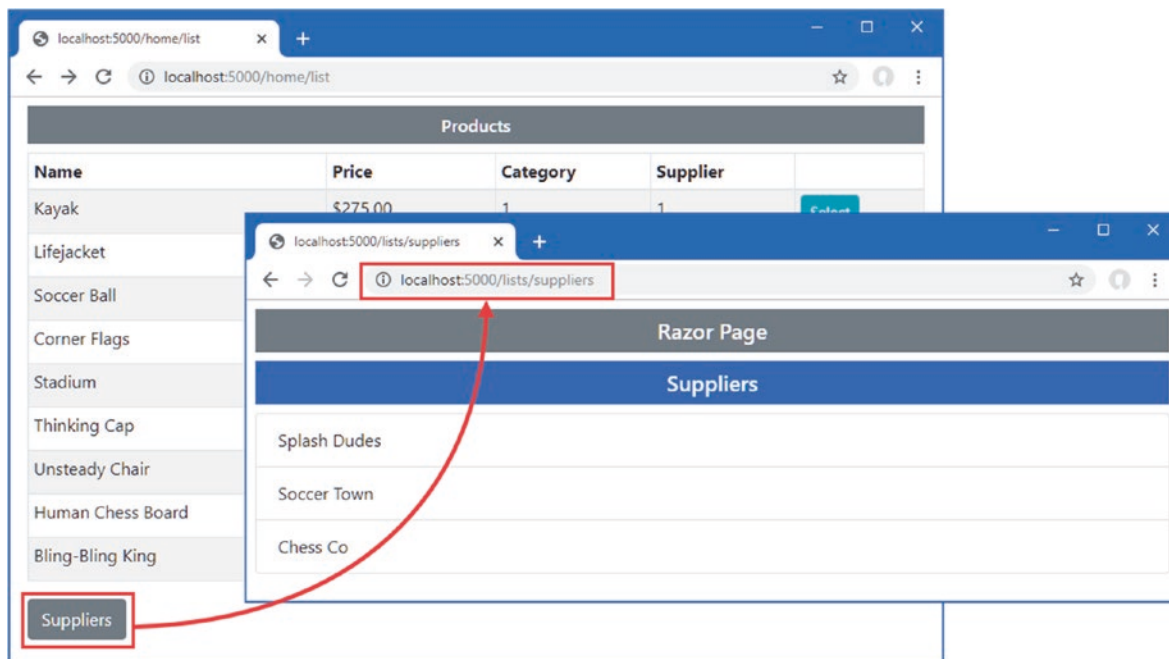 localhost:5000/home/list
localhost:5000/home/list
Products
Name Price Category Supplier
Kayak $275.00 1 1 Select
Lifejacket
Soccer Ball
Corner Flags
Stadium
Thinking Cap
Unsteady Chair
Human Chess Board
Bling-Bling King
Suppliers
localhost:5000/lists/suppliers
localhost:5000/lists/suppliers
Razor Page
Suppliers
Splash Dudes
Soccer Town
Chess Co